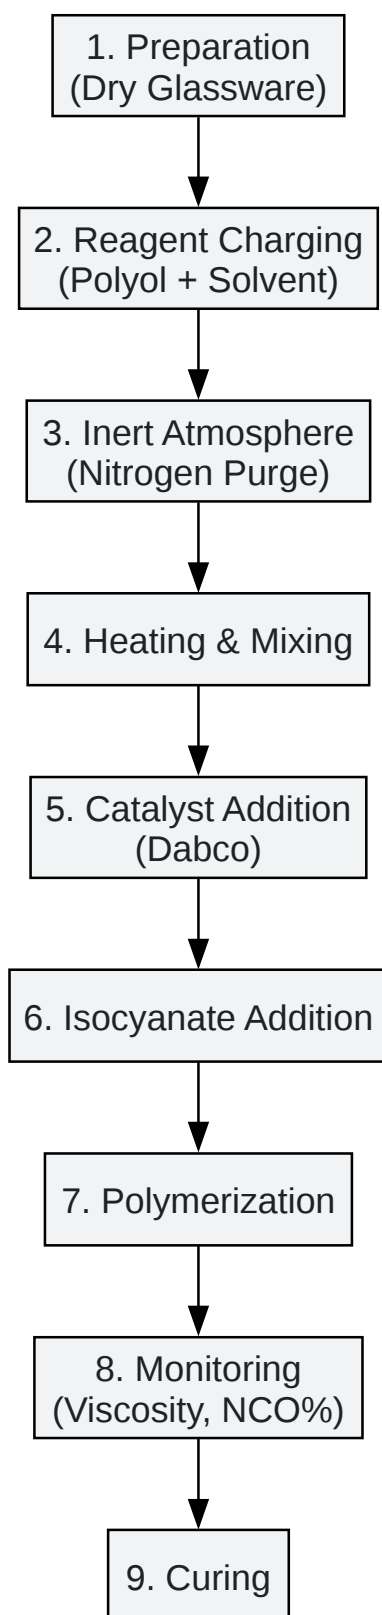 1. Preparation
(Dry Glassware)
2. Reagent Charging
(Polyol + Solvent)
3. Inert Atmosphere
(Nitrogen Purge)
4. Heating & Mixing
5. Catalyst Addition
(Dabco)
6. Isocyanate Addition
7. Polymerization
8. Monitoring
(Viscosity, NCO%)
9. Curing